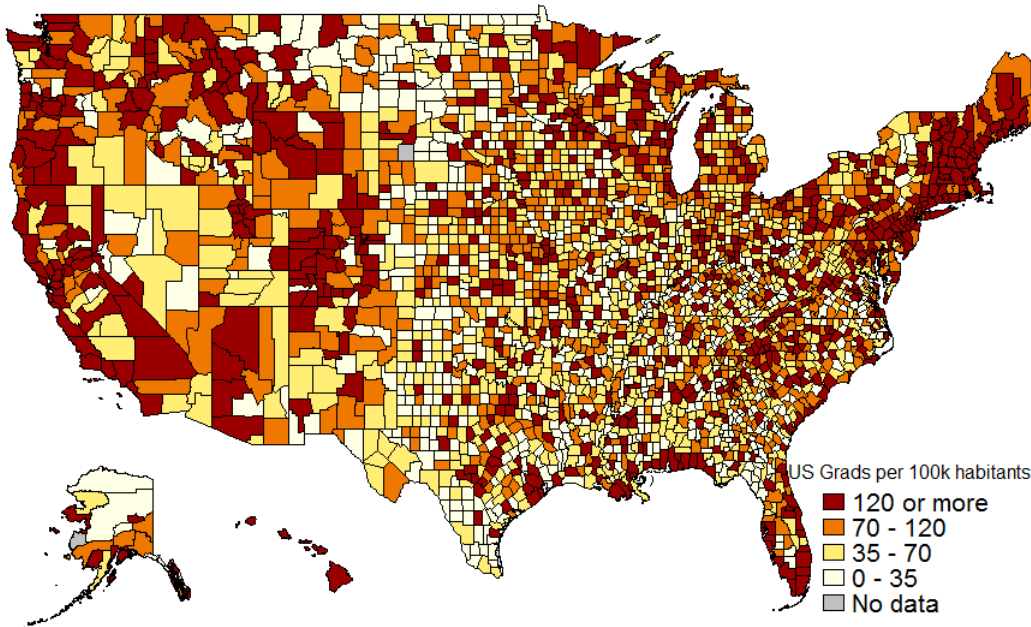 US Grads per 100k habitants
120 or more
70 - 120
35 - 70
0 - 35
No data